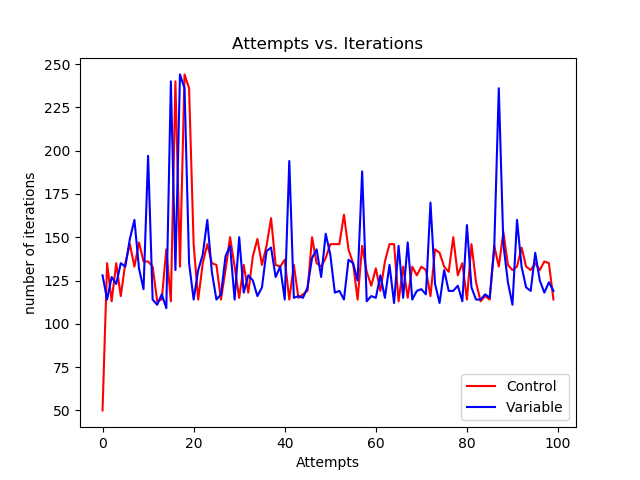 Attempts vs. Iterations
250
225
200
175
150
125
100
75
50
number of iterations
0 20 40 60 80 100
Attempts
Control
Variable